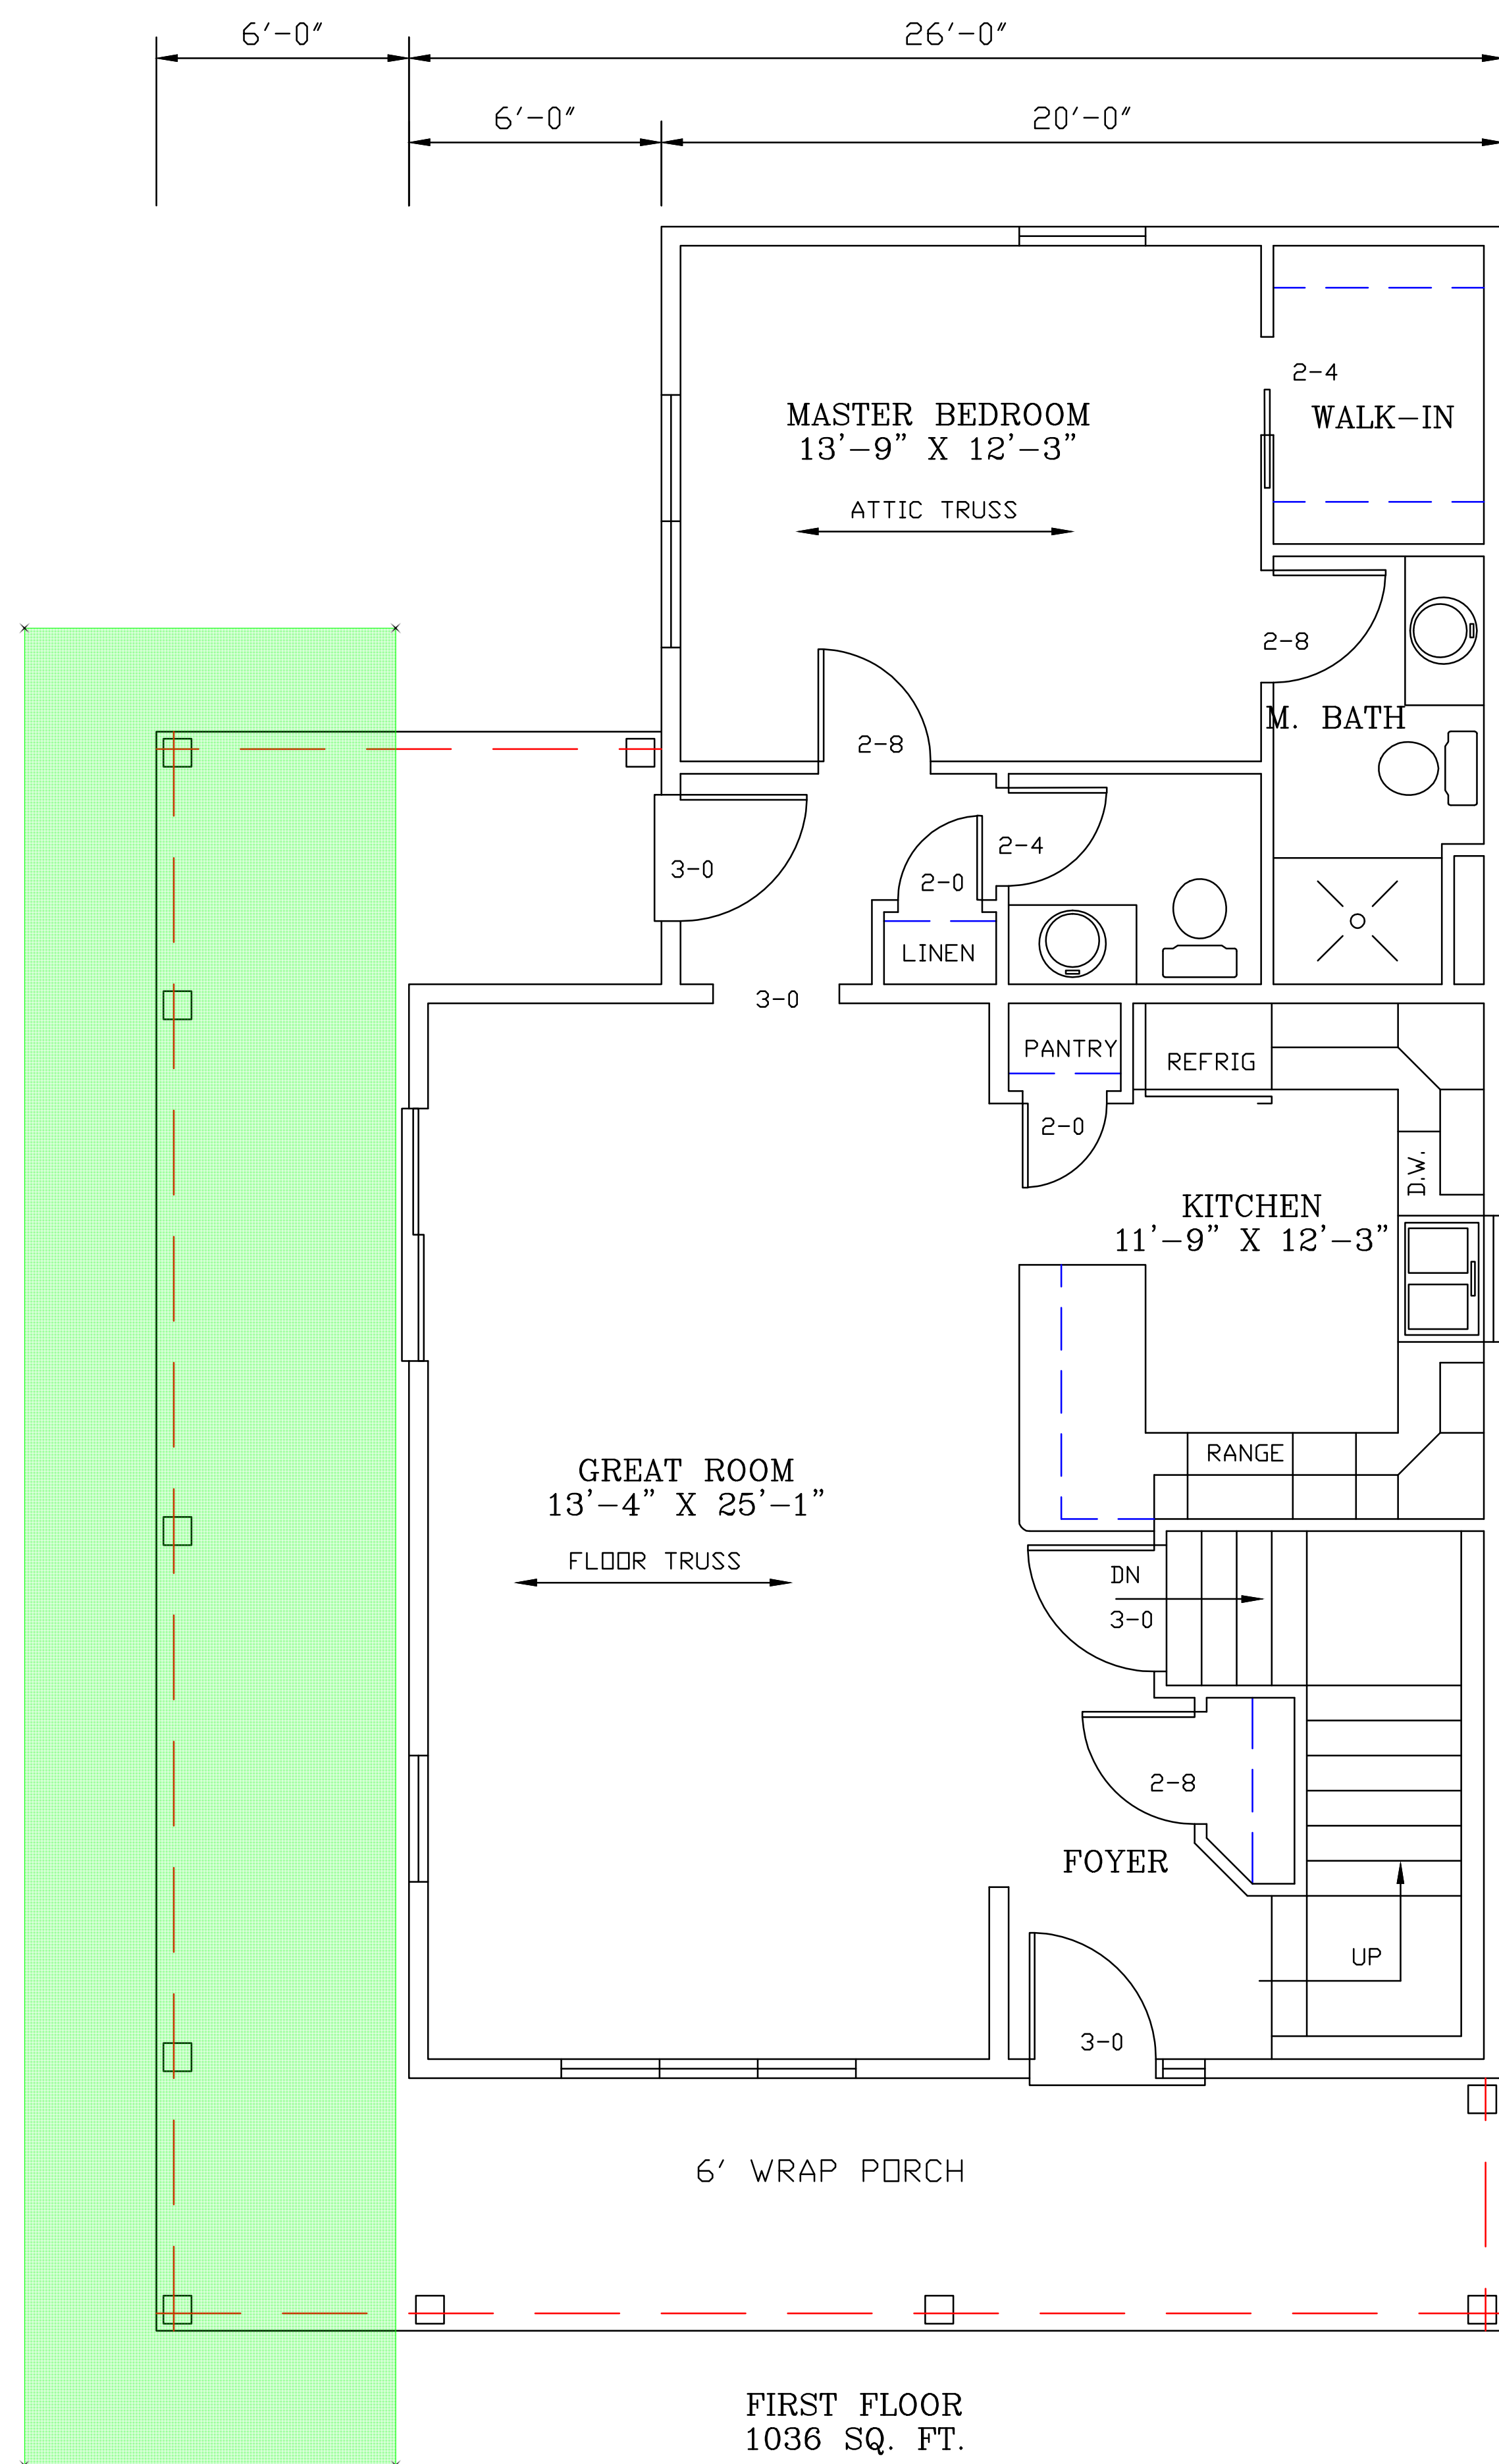 6'-0" 26'-0"
6'-0" 20'-0"
2-4
WALK-IN
MASTER BEDROOM
13'-9" X 12'-3"
ATTIC TRUSS
2-8
M. BATH
2-8
2-4
3-0
2-0
LINEN
3-0
PANTRY
REFRIG
2-0
D.W.
KITCHEN
11'-9" X 12'-3"
RANGE
GREAT ROOM
13'-4" X 25'-1"
FLOOR TRUSS
DN
3-0
2-8
FOYER
UP
3-0
6' WRAP PORCH
FIRST FLOOR
1036 SQ. FT.